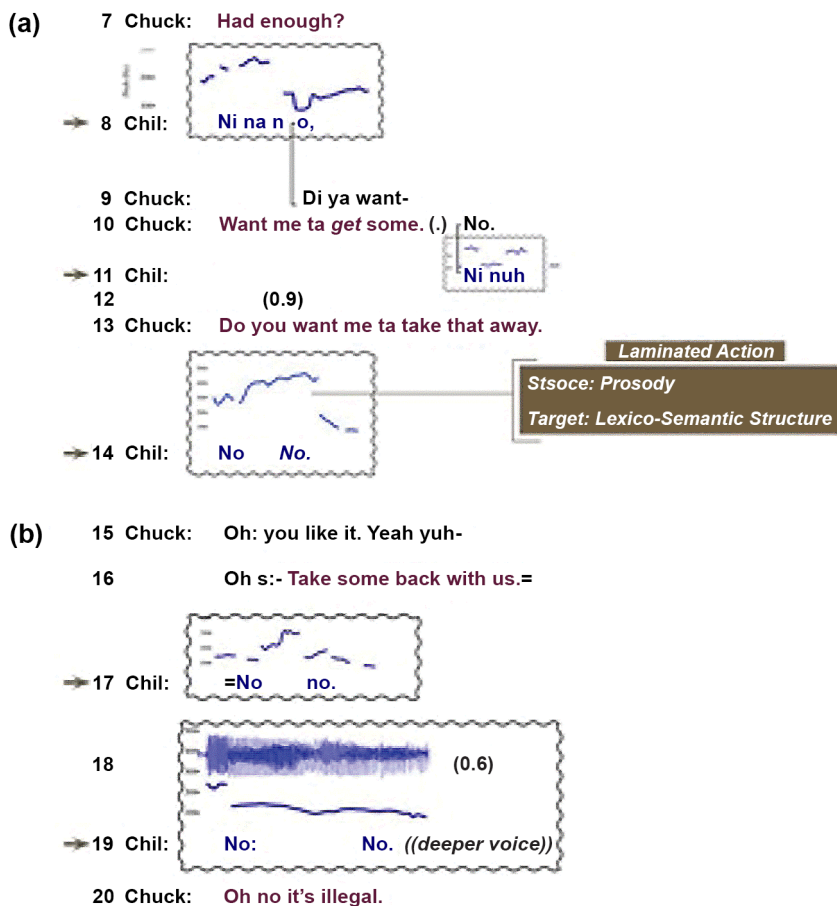 (a)
7 Chuck: Had enough?
8 Chil: Ni na n o,
9 Chuck: Di ya want-
10 Chuck: Want me ta get some. (.) No.
11 Chil: Ni nuh
12 (0.9)
13 Chuck: Do you want me ta take that away.
Laminated Action
Stsoce: Prosody
Target: Lexico-Semantic Structure
14 Chil: No No.
(b)
15 Chuck: Oh: you like it. Yeah yuh-
16 Oh s:- Take some back with us.=
17 Chil: =No no.
18 (0.6)
19 Chil: No: No. ((deeper voice))
20 Chuck: Oh no it's illegal.